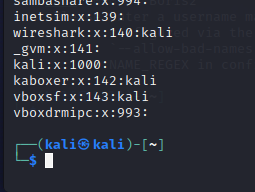 sambashare:x:994:
inetsim:x:139:
wireshark:x:140:kali
_gvm:x:141:
kali:x:1000:
kaboxer:x:142:kali
vboxsf:x:143:kali
vboxdrmipc:x:993:
(kali㉿kali)-[~]
$